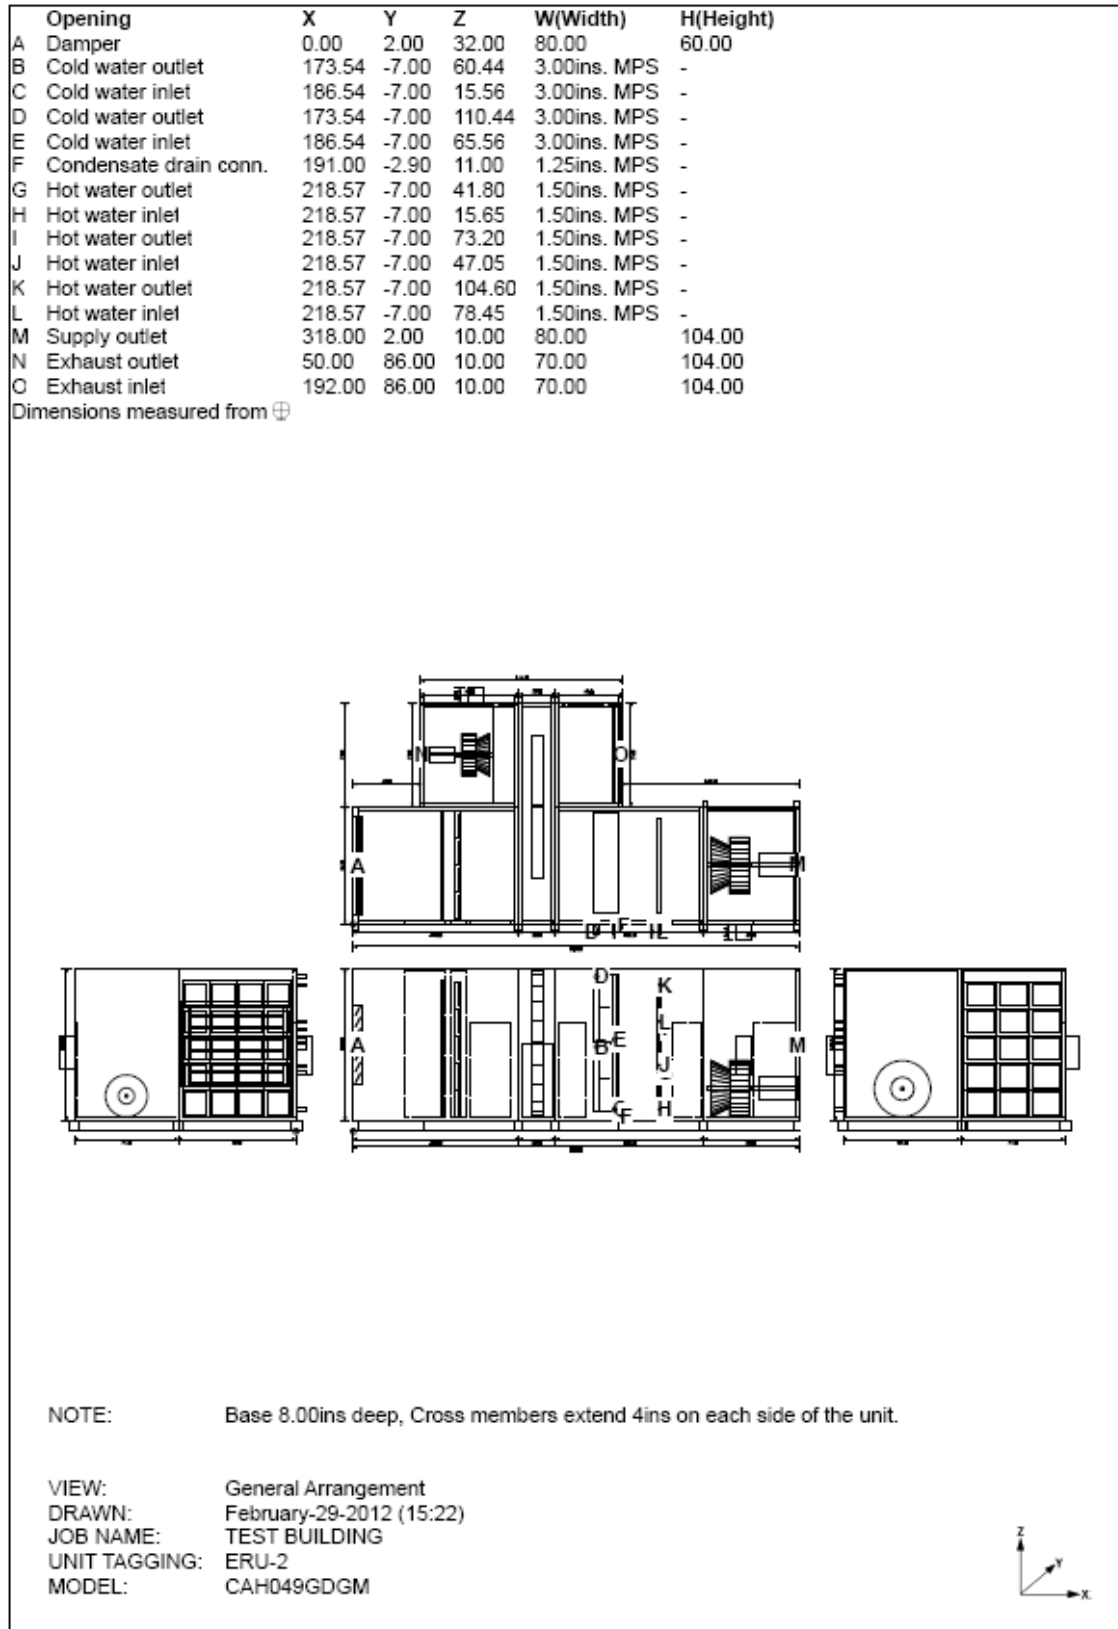 Opening X Y Z W(Width) H(Height)
A Damper 0.00 2.00 32.00 80.00 60.00
B Cold water outlet 173.54 -7.00 60.44 3.00ins. MPS -
C Cold water inlet 186.54 -7.00 15.56 3.00ins. MPS -
D Cold water outlet 173.54 -7.00 110.44 3.00ins. MPS -
E Cold water inlet 186.54 -7.00 65.56 3.00ins. MPS -
F Condensate drain conn. 191.00 -2.90 11.00 1.25ins. MPS -
G Hot water outlet 218.57 -7.00 41.80 1.50ins. MPS -
H Hot water inlet 218.57 -7.00 15.65 1.50ins. MPS -
I Hot water outlet 218.57 -7.00 73.20 1.50ins. MPS -
J Hot water inlet 218.57 -7.00 47.05 1.50ins. MPS -
K Hot water outlet 218.57 -7.00 104.60 1.50ins. MPS -
L Hot water inlet 218.57 -7.00 78.45 1.50ins. MPS -
M Supply outlet 318.00 2.00 10.00 80.00 104.00
N Exhaust outlet 50.00 86.00 10.00 70.00 104.00
O Exhaust inlet 192.00 86.00 10.00 70.00 104.00
Dimensions measured from
N O
A M
F
D K
A E L M
B J
F H
NOTE: Base 8.00ins deep, Cross members extend 4ins on each side of the unit.
VIEW: General Arrangement
DRAWN: February-29-2012 (15:22)
JOB NAME: TEST BUILDING
UNIT TAGGING: ERU-2
MODEL: CAH049GDGM
Z
Y
X